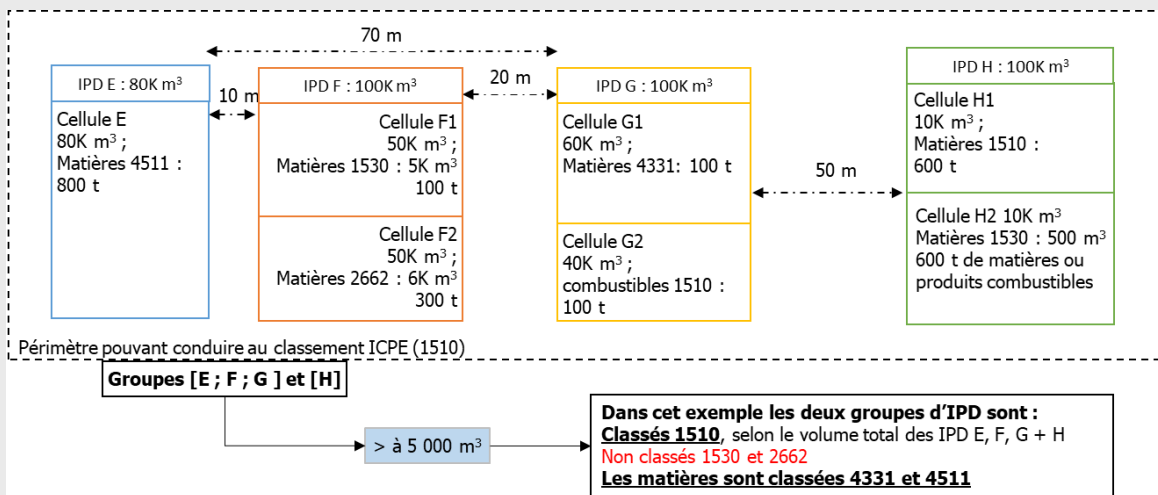 70 m
IPD E : 80K m³
10 m
IPD F : 100K m³
20 m
IPD G : 100K m³
IPD H : 100K m³
Cellule E
80K m³ ;
Matières 4511 :
800 t
Cellule F1
50K m³ ;
Matières 1530 : 5K m³
100 t
Cellule F2
50K m³ ;
Matières 2662 : 6K m³
300 t
Cellule G1
60K m³ ;
Matières 4331: 100 t
Cellule G2
40K m³ ;
combustibles 1510 :
100 t
50 m
Cellule H1
10K m³ ;
Matières 1510 :
600 t
Cellule H2 10K m³
Matières 1530 : 500 m³
600 t de matières ou
produits combustibles
Périmètre pouvant conduire au classement ICPE (1510)
Groupes [E ; F ; G ] et [H]
> à 5 000 m³
Dans cet exemple les deux groupes d'IPD sont :
Classés 1510, selon le volume total des IPD E, F, G + H
Non classés 1530 et 2662
Les matières sont classées 4331 et 4511